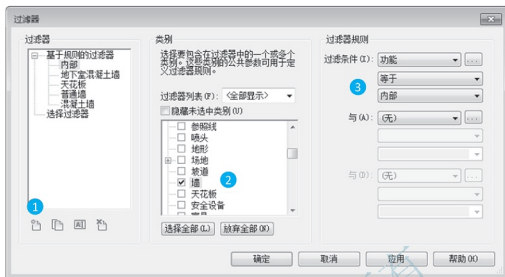 过滤器
过滤器
基于规则的过滤器
内部
地下室混凝土墙
天花板
普通墙
混凝土墙
选择过滤器
1
类别
选择要包含在过滤器中的一个或多个
类别。这些类别的公共参数可用于定
义过滤器规则。
过滤器列表(F): <全部显示>
隐藏未选中类别(U)
参照线
喷头
地形
场地
坡道
墙
2
天花板
安全设备
选择全部(L) 放弃全部(N)
过滤器规则
过滤条件(I): 功能 ...
3
等于
内部
与(A): (无) ...
与(D): (无) ...
确定 取消 应用 帮助(H)